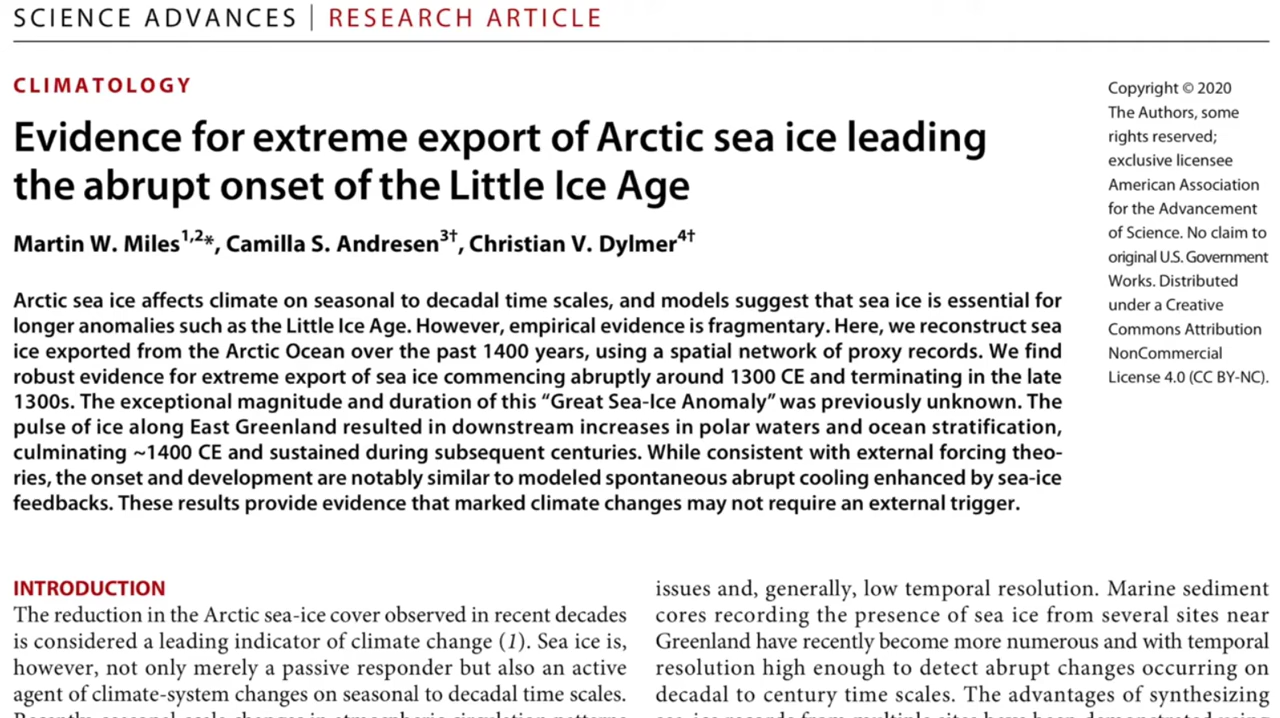 SCIENCE ADVANCES | RESEARCH ARTICLE
CLIMATOLOGY
Evidence for extreme export of Arctic sea ice leading
the abrupt onset of the Little Ice Age
Martin W. Miles1,2*, Camilla S. Andresen3†, Christian V. Dylmer4†
Arctic sea ice affects climate on seasonal to decadal time scales, and models suggest that sea ice is essential for
longer anomalies such as the Little Ice Age. However, empirical evidence is fragmentary. Here, we reconstruct sea
ice exported from the Arctic Ocean over the past 1400 years, using a spatial network of proxy records. We find
robust evidence for extreme export of sea ice commencing abruptly around 1300 CE and terminating in the late
1300s. The exceptional magnitude and duration of this “Great Sea-Ice Anomaly” was previously unknown. The
pulse of ice along East Greenland resulted in downstream increases in polar waters and ocean stratification,
culminating ~1400 CE and sustained during subsequent centuries. While consistent with external forcing theo-
ries, the onset and development are notably similar to modeled spontaneous abrupt cooling enhanced by sea-ice
feedbacks. These results provide evidence that marked climate changes may not require an external trigger.
Copyright © 2020
The Authors, some
rights reserved;
exclusive licensee
American Association
for the Advancement
of Science. No claim to
original U.S. Government
Works. Distributed
under a Creative
Commons Attribution
NonCommercial
License 4.0 (CC BY-NC).
INTRODUCTION
The reduction in the Arctic sea-ice cover observed in recent decades
is considered a leading indicator of climate change (1). Sea ice is,
however, not only merely a passive responder but also an active
agent of climate-system changes on seasonal to decadal time scales.
issues and, generally, low temporal resolution. Marine sediment
cores recording the presence of sea ice from several sites near
Greenland have recently become more numerous and with temporal
resolution high enough to detect abrupt changes occurring on
decadal to century time scales. The advantages of synthesizing